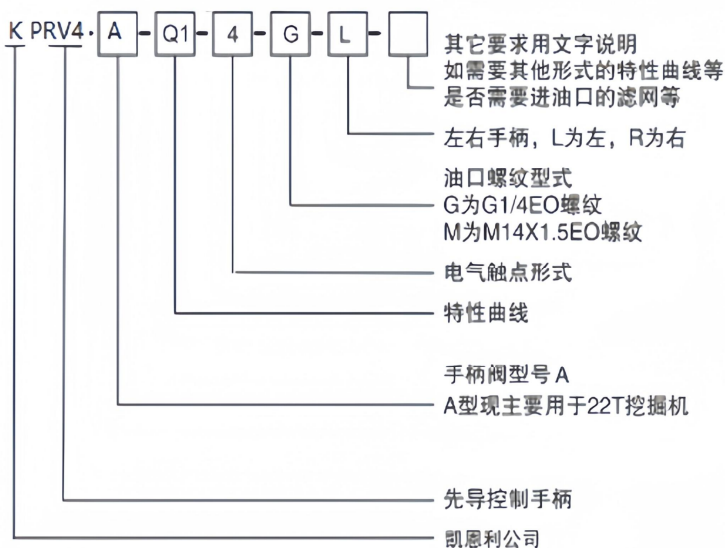 K PRV4·A-Q1-4-G-L-
其它要求用文字说明
如需要其他形式的特性曲线等
是否需要进油口的滤网等
左右手柄，L为左，R为右
油口螺纹型式
G为G1/4EO螺纹
M为M14X1.5EO螺纹
电气触点形式
特性曲线
手柄阀型号A
A型现主要用于22T挖掘机
先导控制手柄
凯恩利公司